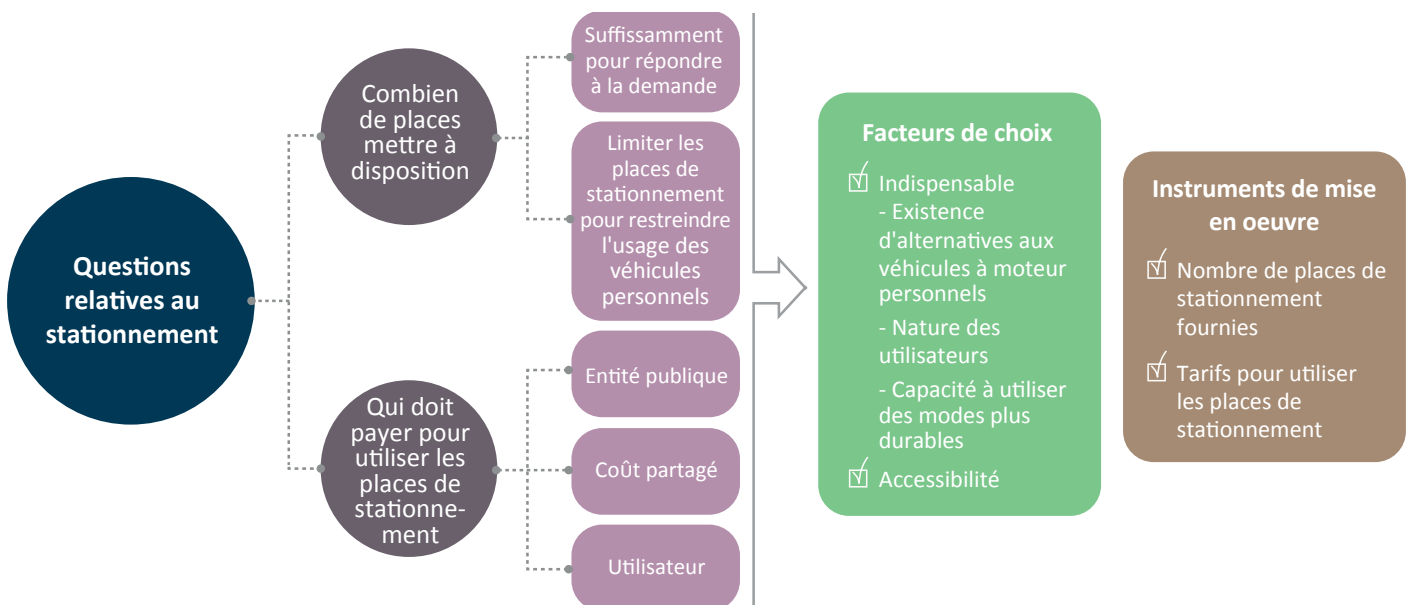 Questions
relatives au
stationnement
Combien
de places
mettre à
disposition
Suffissamment
pour répondre
à la demande
Limiter les
places de
stationnement
pour restreindre
l'usage des
véhicules
personnels
Qui doit
payer pour
utiliser les
places de
stationne-
ment
Entité publique
Coût partagé
Utilisateur
Facteurs de choix
Indispensable
- Existence
d'alternatives aux
véhicules à moteur
personnels
- Nature des
utilisateurs
- Capacité à utiliser
des modes plus
durables
Accessibilité
Instruments de mise
en oeuvre
Nombre de places de
stationnement
fournies
Tarifs pour utiliser
les places de
stationnement